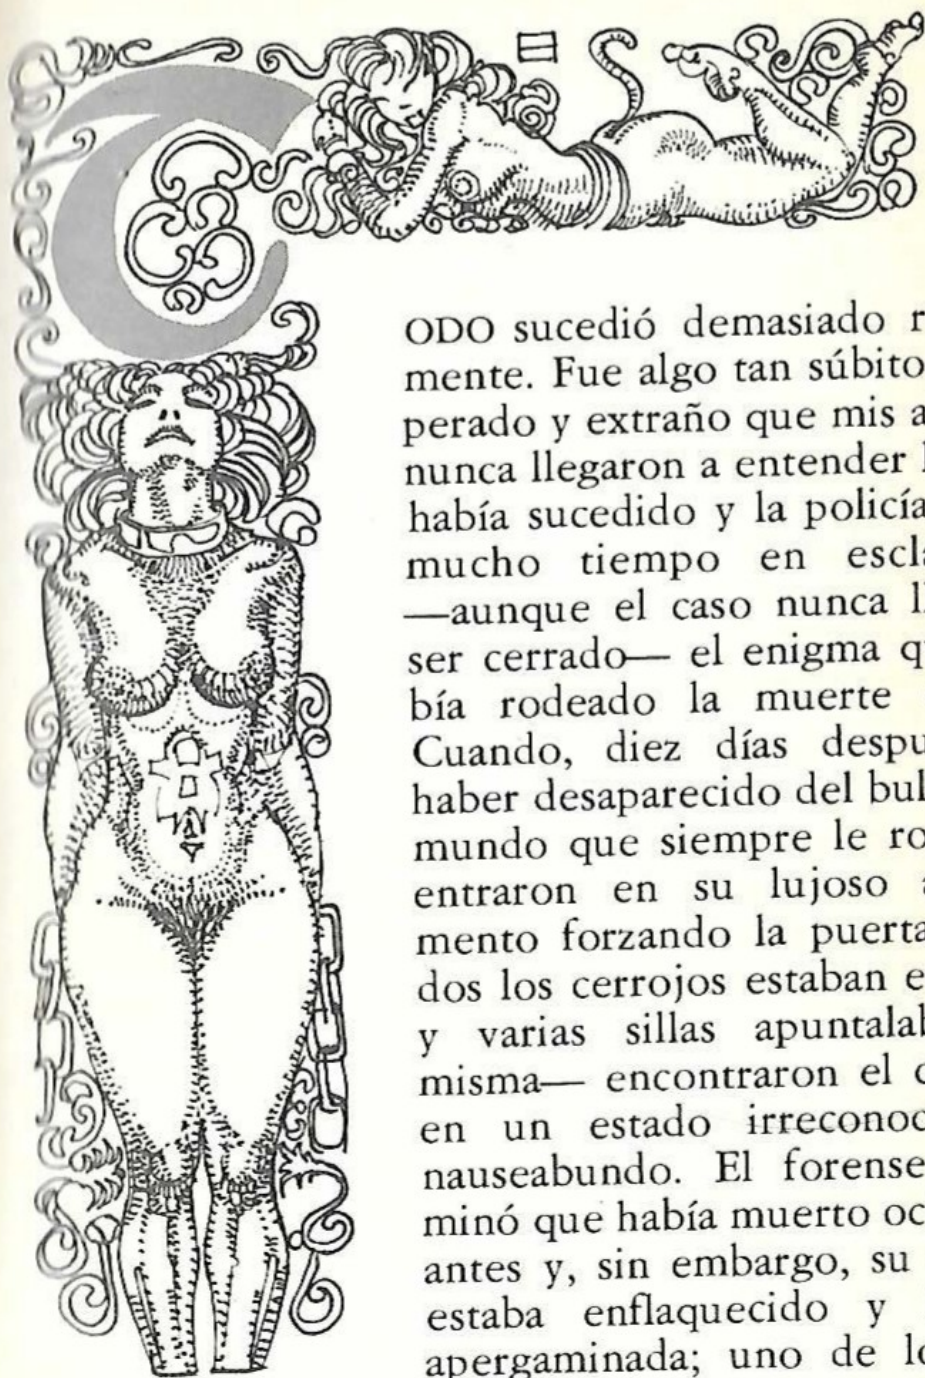 TODO sucedió demasiado r
mente. Fue algo tan súbito
perado y extraño que mis a
nunca llegaron a entender l
había sucedido y la policía
mucho tiempo en escla
—aunque el caso nunca ll
ser cerrado— el enigma qu
bía rodeado la muerte
Cuando, diez días despu
haber desaparecido del bul
mundo que siempre le ro
entraron en su lujoso a
mento forzando la puerta
dos los cerrojos estaban e
y varias sillas apuntalab
misma— encontraron el c
en un estado irreconoc
nauseabundo. El forense
minó que había muerto oc
antes y, sin embargo, su
estaba enflaquecido y
apergaminada; uno de lo